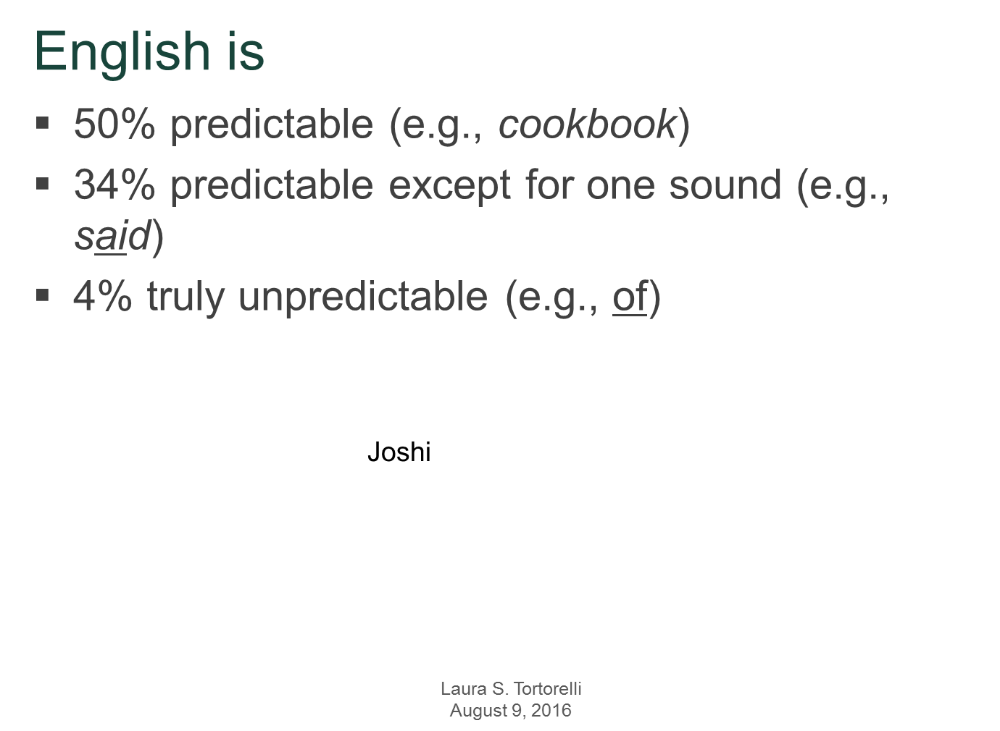 English is
▪ 50% predictable (e.g., cookbook)
▪ 34% predictable except for one sound (e.g.,
said)
▪ 4% truly unpredictable (e.g., of)
Joshi
Laura S. Tortorelli
August 9, 2016